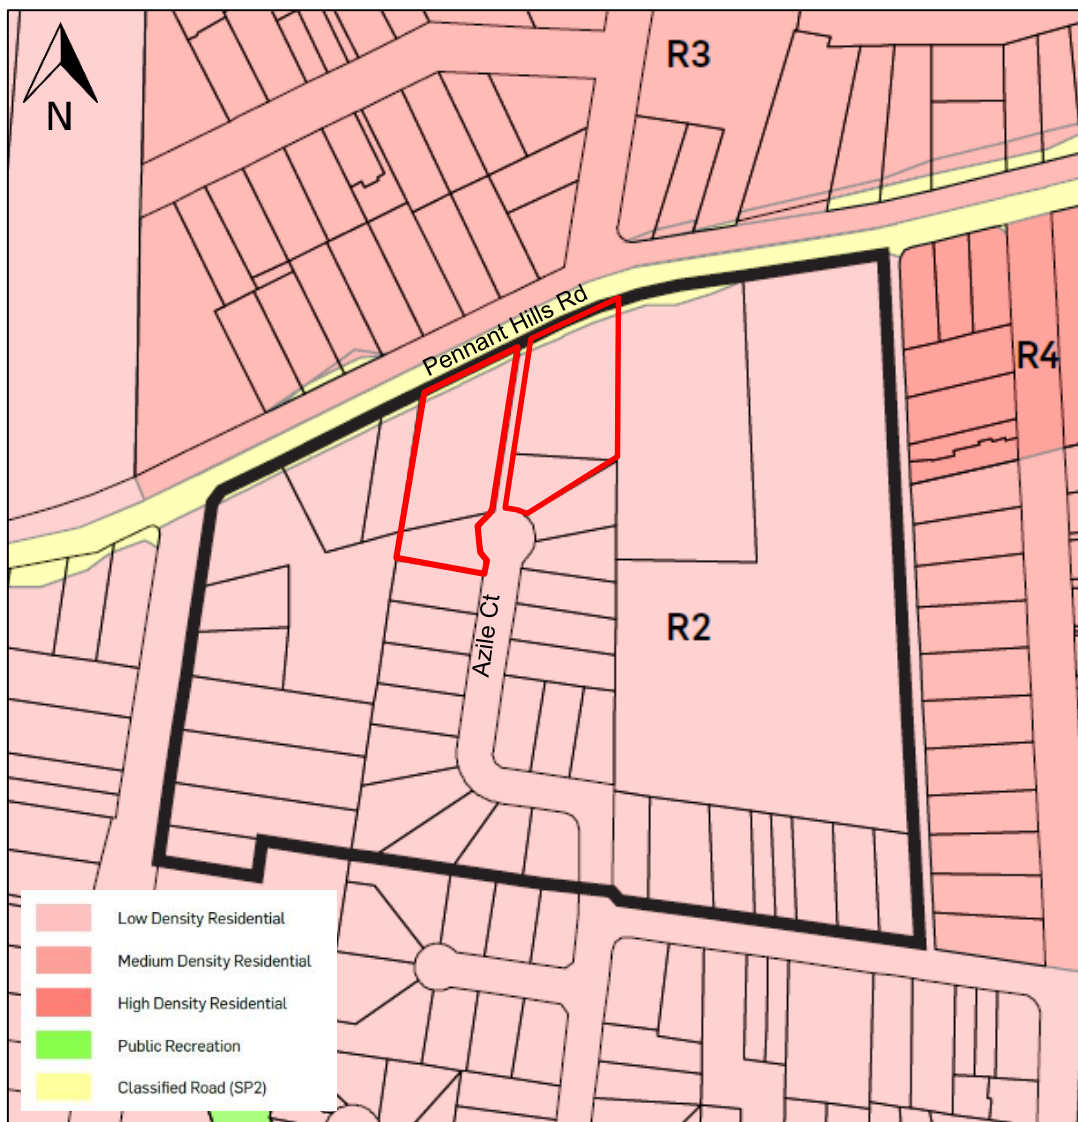 N
R3
Pennant Hills Rd
R4
R2
Azile Ct
Low Density Residential
Medium Density Residential
High Density Residential
Public Recreation
Classified Road (SP2)